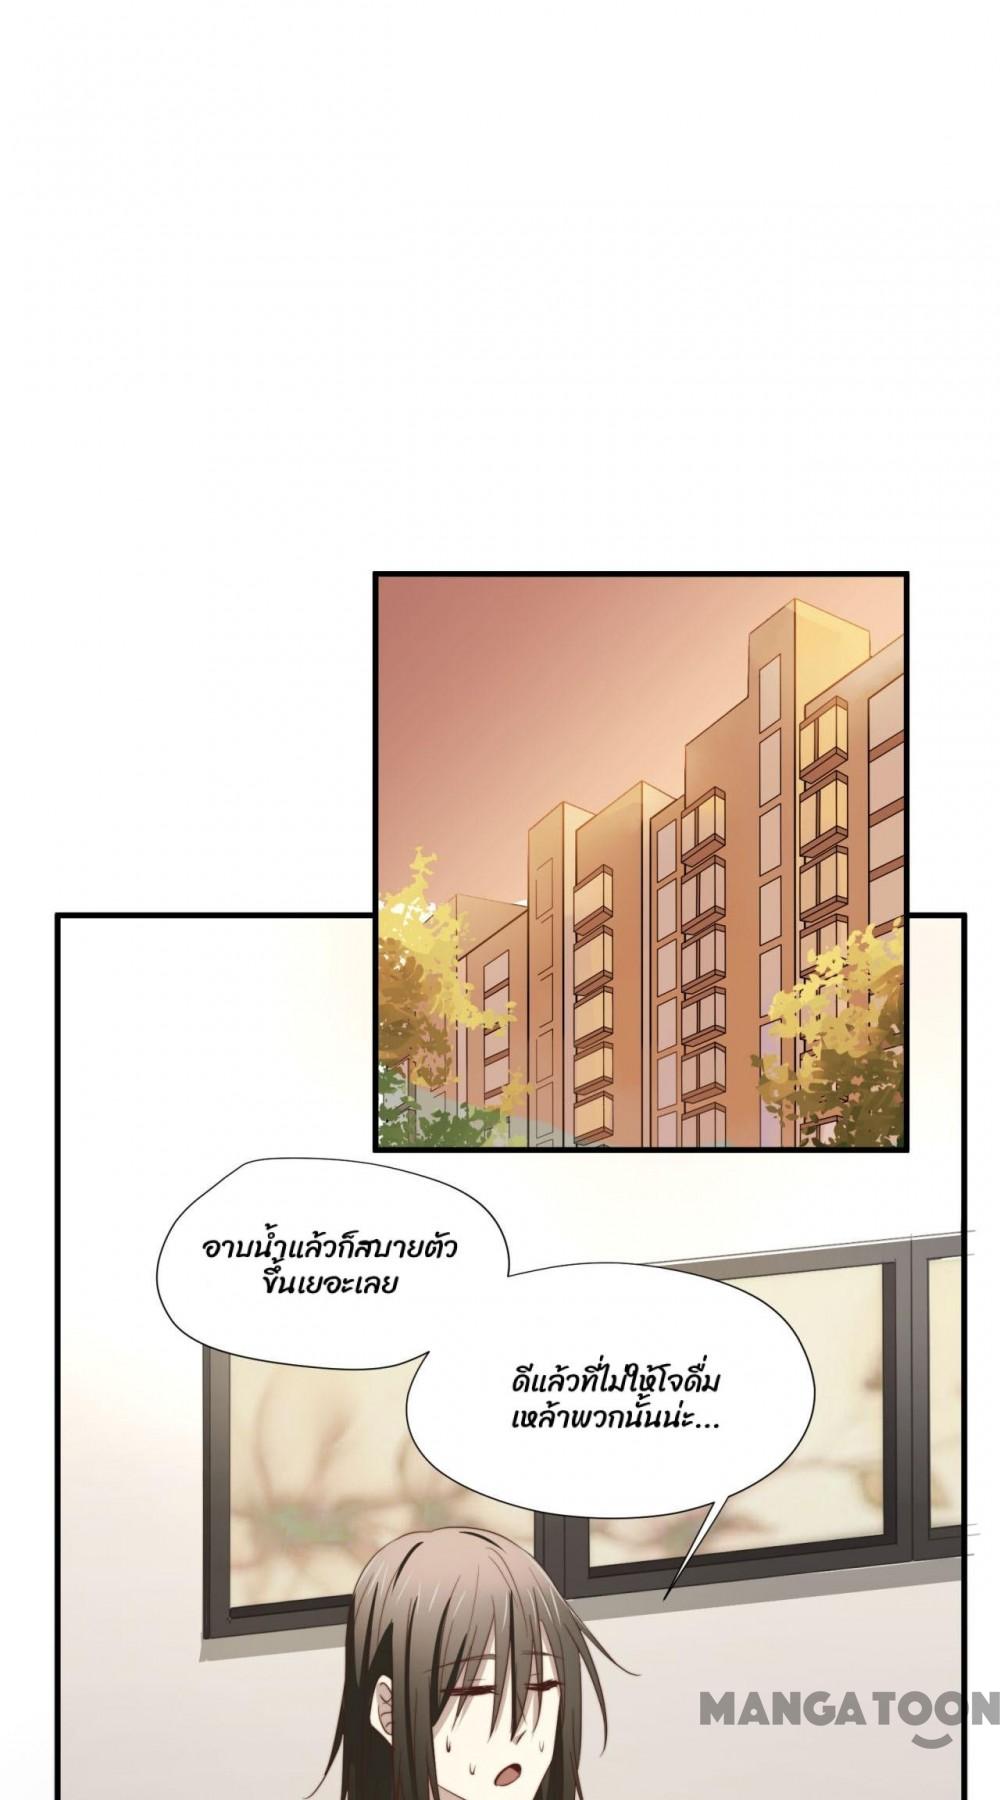 อาบน้ำแล้วก็สบายตัว
ขึ้นเยอะเลย
ดีแล้วที่ไม่ให้โจดื่ม
เหล้าพวกนั้นน่ะ...
MANGATOON